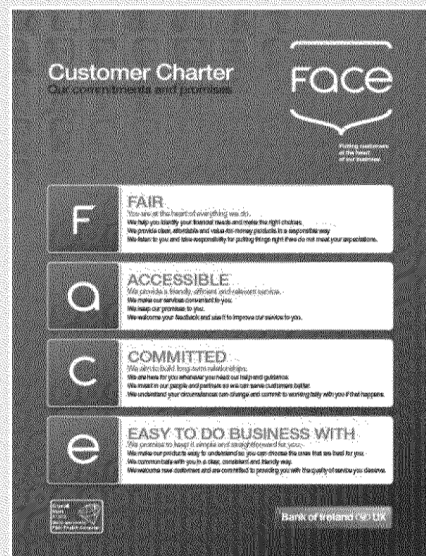 Customer Charter
Our commitments and promises
FaCe
Putting customers
at the heart
of our business
F
FAIR
You are at the heart of everything we do.
We help you identify your financial needs and make the right choices.
We provide clear, affordable and value-for-money products in a responsible way.
We listen to you and take responsibility for putting things right if we do not meet your expectations.
a
ACCESSIBLE
We provide a friendly, efficient and relevant service.
We make our services convenient to you.
We keep our promises to you.
We welcome your feedback and use it to improve our service to you.
C
COMMITTED
We aim to build long-term relationships.
We are here for you whenever you need our help and guidance.
We invest in our people and partners so we can serve customers better.
We understand your circumstances can change and commit to working fairly with you if that happens.
e
EASY TO DO BUSINESS WITH
We promise to keep it simple and straightforward for you.
We make our products easy to understand so you can choose the ones that are best for you.
We communicate with you in a clear, consistent and friendly way.
We welcome new customers and are committed to providing you with the quality of service you deserve.
Crystal
Mark
Bank of Ireland UK